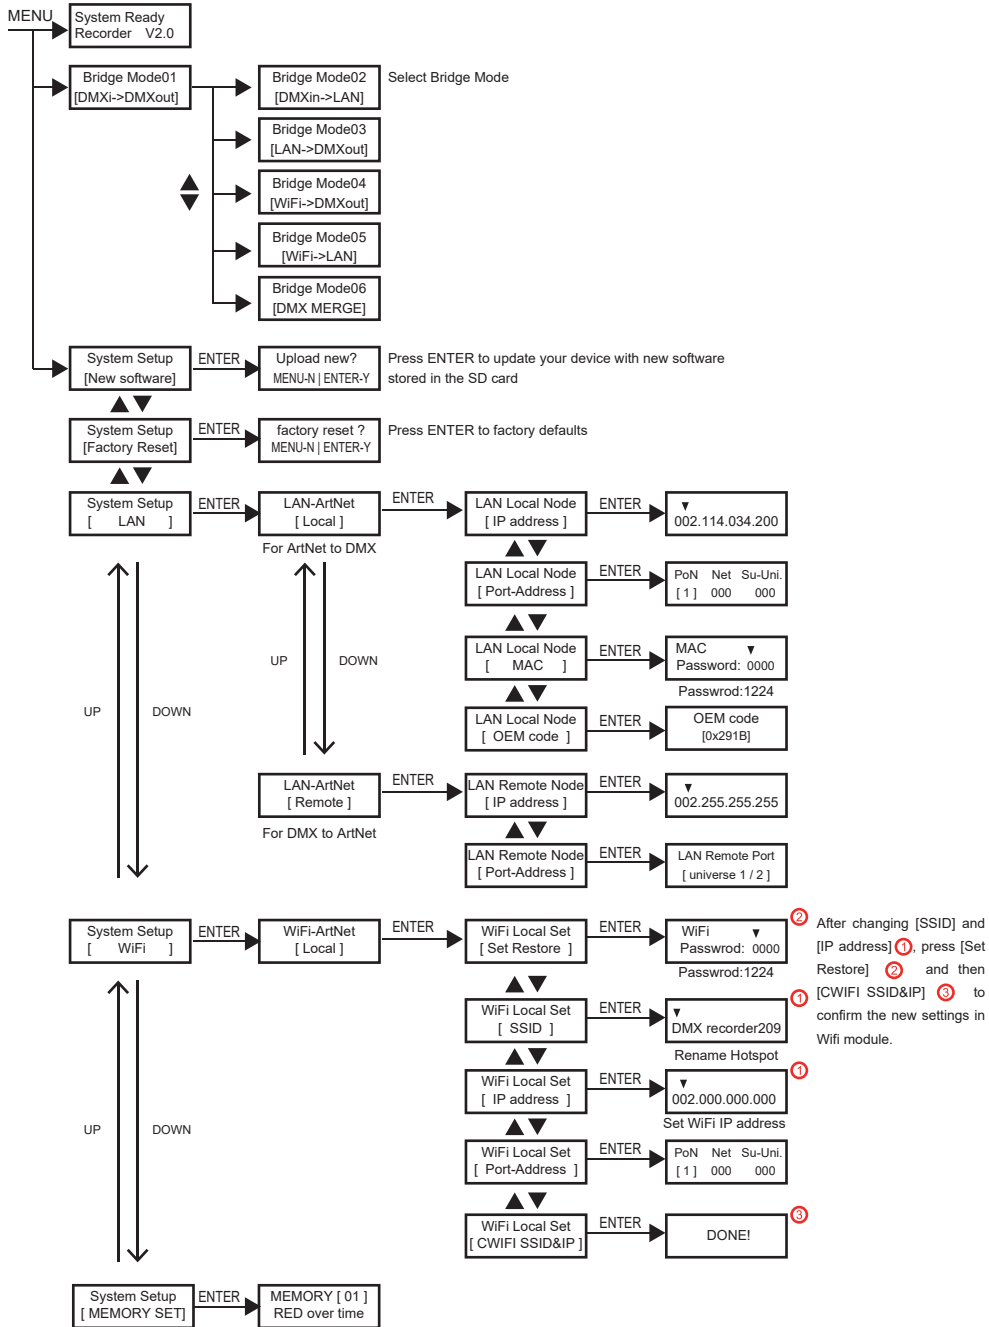 MENU
System Ready
Recorder V2.0
Bridge Mode01
[DMXi->DMXout]
Bridge Mode02
[DMXin->LAN]
Select Bridge Mode
Bridge Mode03
[LAN->DMXout]
Bridge Mode04
[WiFi->DMXout]
Bridge Mode05
[WiFi->LAN]
Bridge Mode06
[DMX MERGE]
System Setup
[New software]
ENTER
Upload new?
MENU-N | ENTER-Y
Press ENTER to update your device with new software
stored in the SD card
System Setup
[Factory Reset]
ENTER
factory reset ?
MENU-N | ENTER-Y
Press ENTER to factory defaults
System Setup
[ LAN ]
ENTER
LAN-ArtNet
[ Local ]
For ArtNet to DMX
ENTER
LAN Local Node
[ IP address ]
ENTER
002.114.034.200
LAN Local Node
[ Port-Address ]
ENTER
PoN Net Su-Uni.
[ 1 ] 000 000
LAN Local Node
[ MAC ]
ENTER
MAC
Password: 0000
Passwrod:1224
LAN Local Node
[ OEM code ]
ENTER
OEM code
[0x291B]
UP
DOWN
UP
DOWN
LAN-ArtNet
[ Remote ]
For DMX to ArtNet
ENTER
LAN Remote Node
[ IP address ]
ENTER
002.255.255.255
LAN Remote Node
[ Port-Address ]
ENTER
LAN Remote Port
[ universe 1 / 2 ]
System Setup
[ WiFi ]
ENTER
WiFi-ArtNet
[ Local ]
ENTER
WiFi Local Set
[ Set Restore ]
ENTER
WiFi
Passwrod: 0000
Passwrod:1224
2
After changing [SSID] and
[IP address] 1, press [Set
Restore] 2 and then
[CWIFI SSID&IP] 3 to
confirm the new settings in
Wifi module.
WiFi Local Set
[ SSID ]
ENTER
DMX recorder209
Rename Hotspot
1
WiFi Local Set
[ IP address ]
ENTER
002.000.000.000
Set WiFi IP address
1
WiFi Local Set
[ Port-Address ]
ENTER
PoN Net Su-Uni.
[ 1 ] 000 000
WiFi Local Set
[ CWIFI SSID&IP ]
ENTER
DONE!
3
UP
DOWN
System Setup
[ MEMORY SET]
ENTER
MEMORY [ 01 ]
RED over time